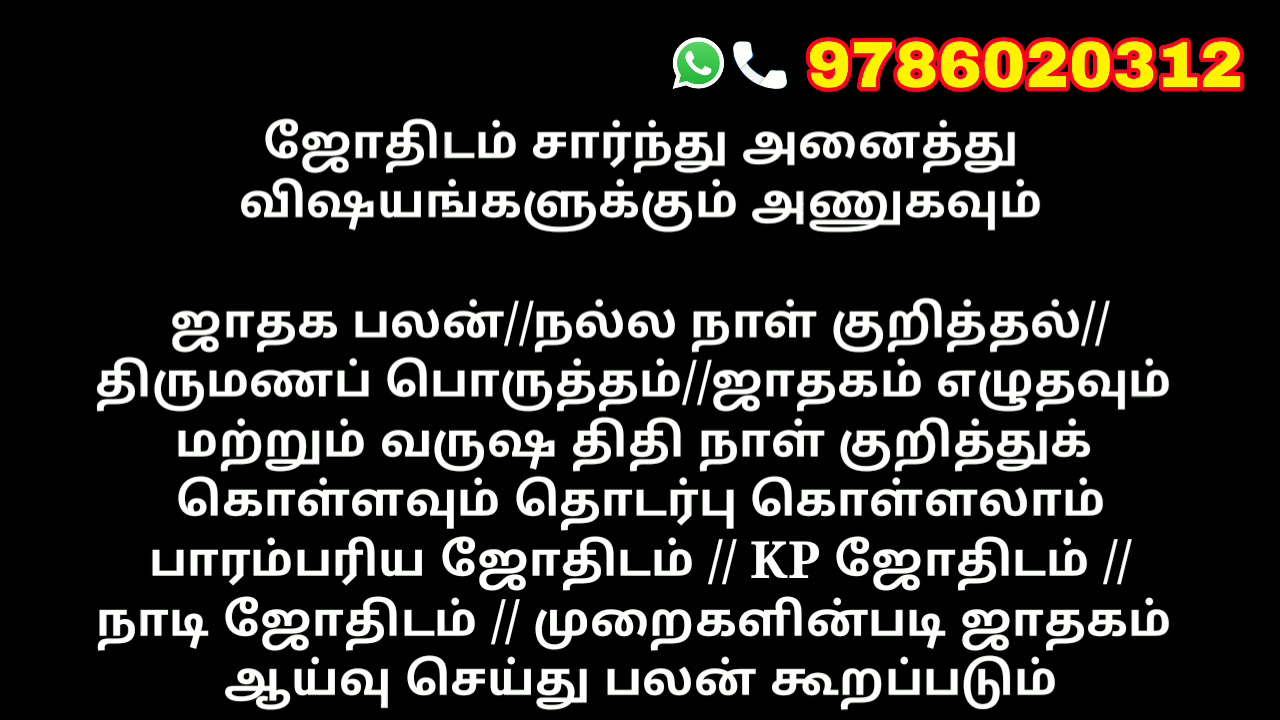 9786020312
ஜோதிடம் சார்ந்து அனைத்து
விஷயங்களுக்கும் அணுகவும்
ஜாதக பலன்//நல்ல நாள் குறித்தல்//
திருமணப் பொருத்தம்//ஜாதகம் எழுதவும்
மற்றும் வருஷ திதி நாள் குறித்துக்
கொள்ளவும் தொடர்பு கொள்ளலாம்
பாரம்பரிய ஜோதிடம் // KP ஜோதிடம் //
நாடி ஜோதிடம் // முறைகளின்படி ஜாதகம்
ஆய்வு செய்து பலன் கூறப்படும்